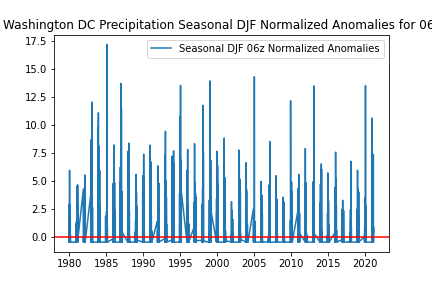 Washington DC Precipitation Seasonal DJF Normalized Anomalies for 06
Seasonal DJF 06z Normalized Anomalies
17.5
15.0
12.5
10.0
7.5
5.0
2.5
0.0
1980 1985 1990 1995 2000 2005 2010 2015 2020